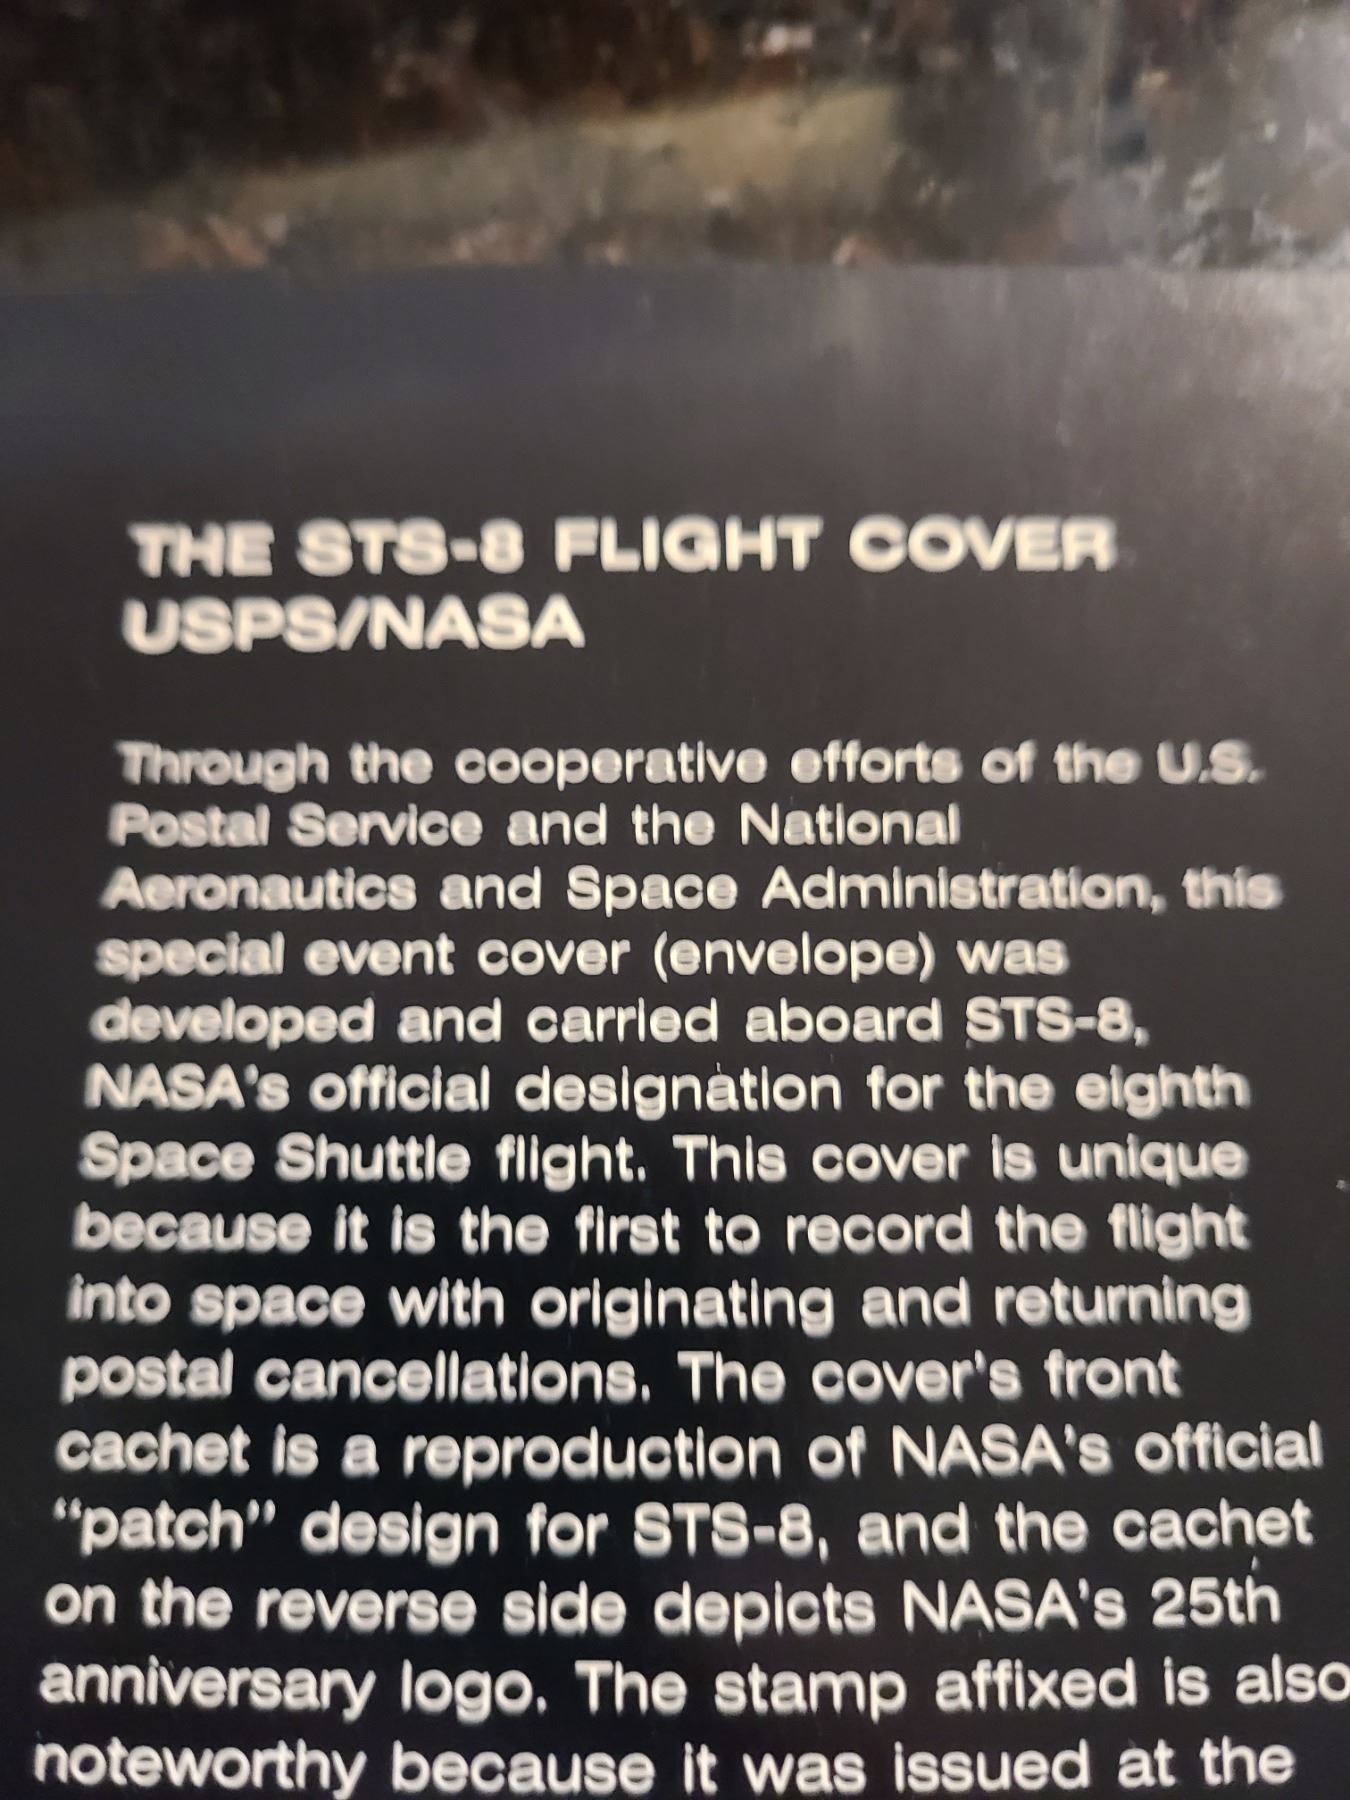 THE STS-8 FLIGHT COVER
USPS/NASA
Through the cooperative efforts of the U.S.
Postal Service and the National
Aeronautics and Space Administration, this
special event cover (envelope) was
developed and carried aboard STS-8,
NASA's official designation for the eighth
Space Shuttle flight. This cover is unique
because it is the first to record the flight
into space with originating and returning
postal cancellations. The cover's front
cachet is a reproduction of NASA's official
“patch” design for STS-8, and the cachet
on the reverse side depicts NASA's 25th
anniversary logo. The stamp affixed is also
noteworthy because it was issued at the